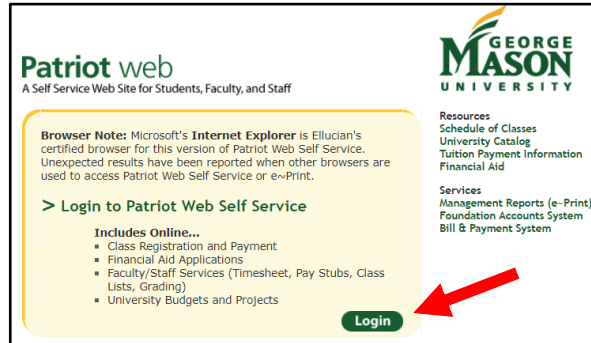 Patriot web
A Self Service Web Site for Students, Faculty, and Staff
Browser Note: Microsoft's Internet Explorer is Ellucian's
certified browser for this version of Patriot Web Self Service.
Unexpected results have been reported when other browsers are
used to access Patriot Web Self Service or e~Print.
> Login to Patriot Web Self Service
Includes Online...
▪ Class Registration and Payment
▪ Financial Aid Applications
▪ Faculty/Staff Services (Timesheet, Pay Stubs, Class
Lists, Grading)
▪ University Budgets and Projects
Login
GEORGE
MASON
UNIVERSITY
Resources
Schedule of Classes
University Catalog
Tuition Payment Information
Financial Aid
Services
Management Reports (e~Print)
Foundation Accounts System
Bill & Payment System